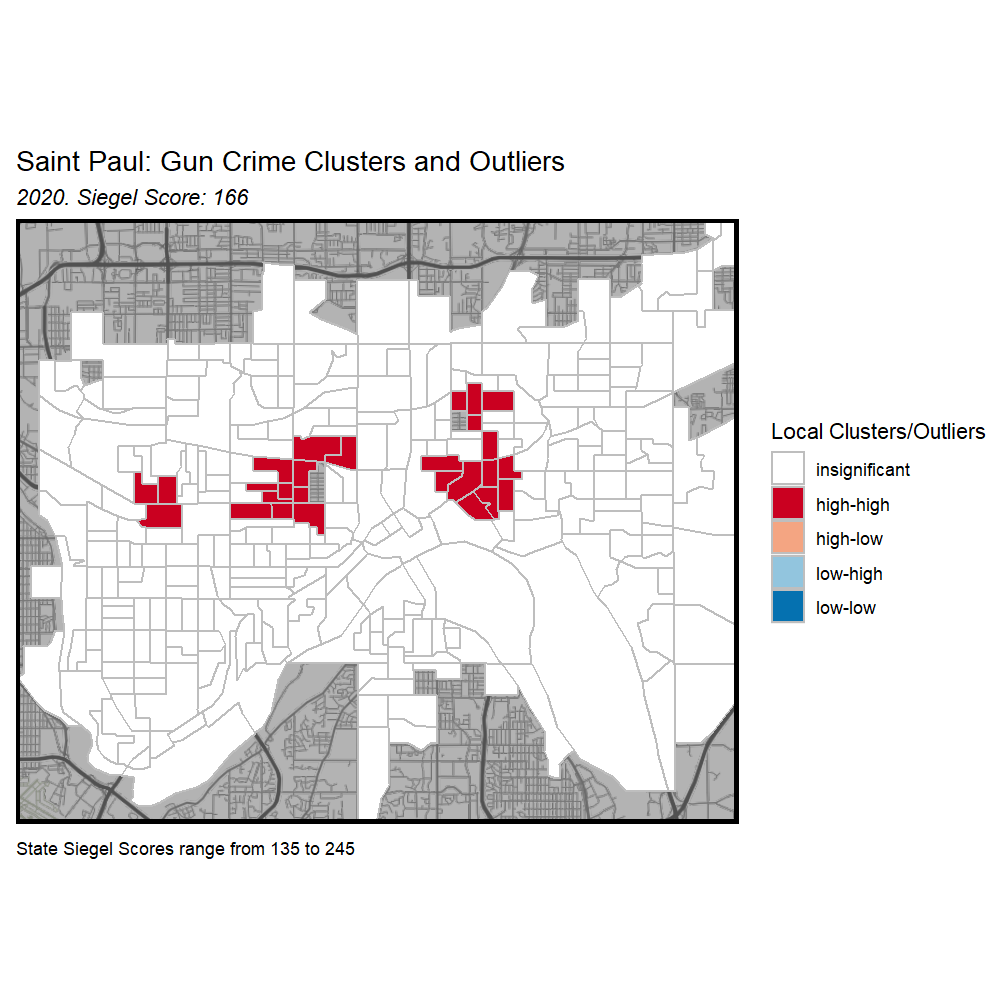 Saint Paul: Gun Crime Clusters and Outliers
2020. Siegel Score: 166
Local Clusters/Outliers
insignificant
high-high
high-low
low-high
low-low
State Siegel Scores range from 135 to 245